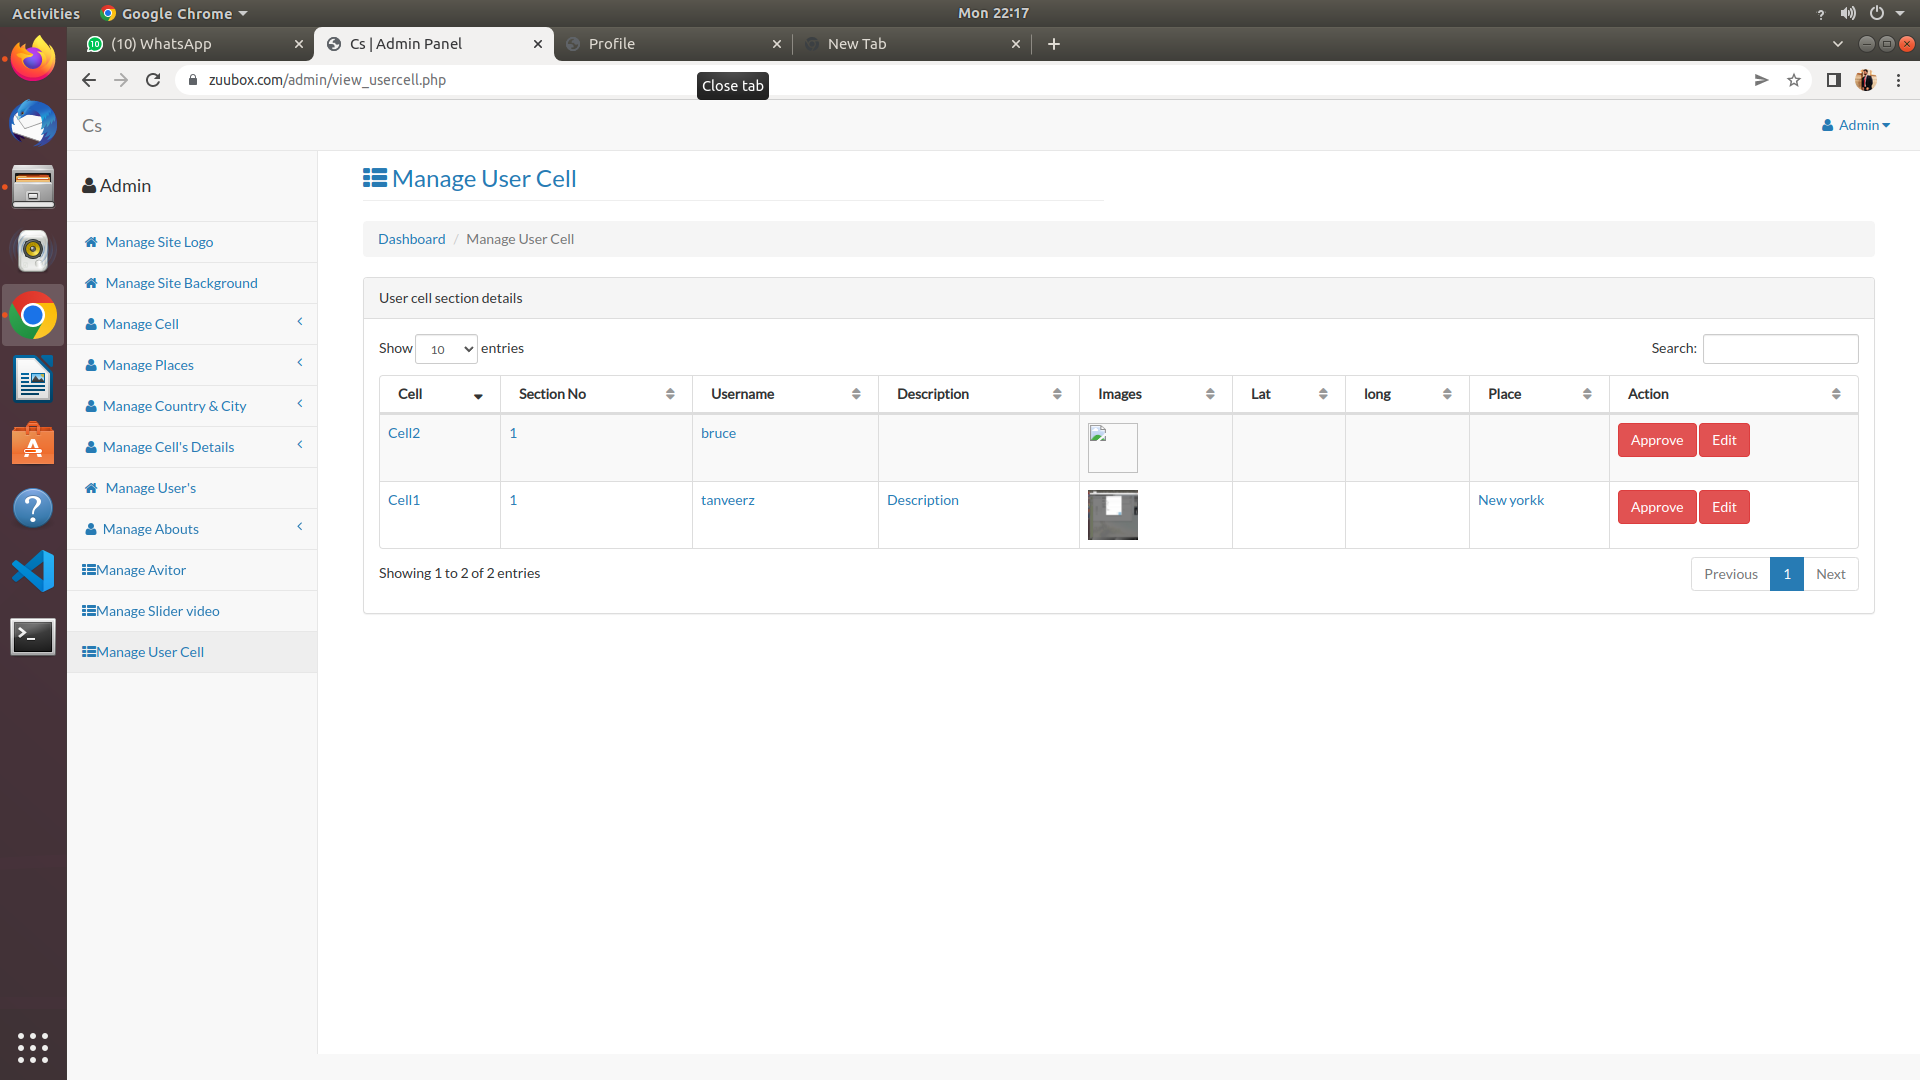 Activities Google Chrome Mon 22:17 ?
10 (10) WhatsApp Cs | Admin Panel Profile New Tab
zuubox.com/admin/view_usercell.php
Close tab
Cs Admin
Admin
Manage Site Logo
Manage Site Background
Manage Cell
Manage Places
Manage Country & City
Manage Cell's Details
Manage User's
Manage Abouts
Manage Avitor
Manage Slider video
Manage User Cell
Manage User Cell
Dashboard / Manage User Cell
User cell section details
Show 10 entries Search:
Cell Section No Username Description Images Lat long Place Action
Cell2 1 bruce Approve Edit
Cell1 1 tanveerz Description New yorkk Approve Edit
Showing 1 to 2 of 2 entries Previous 1 Next